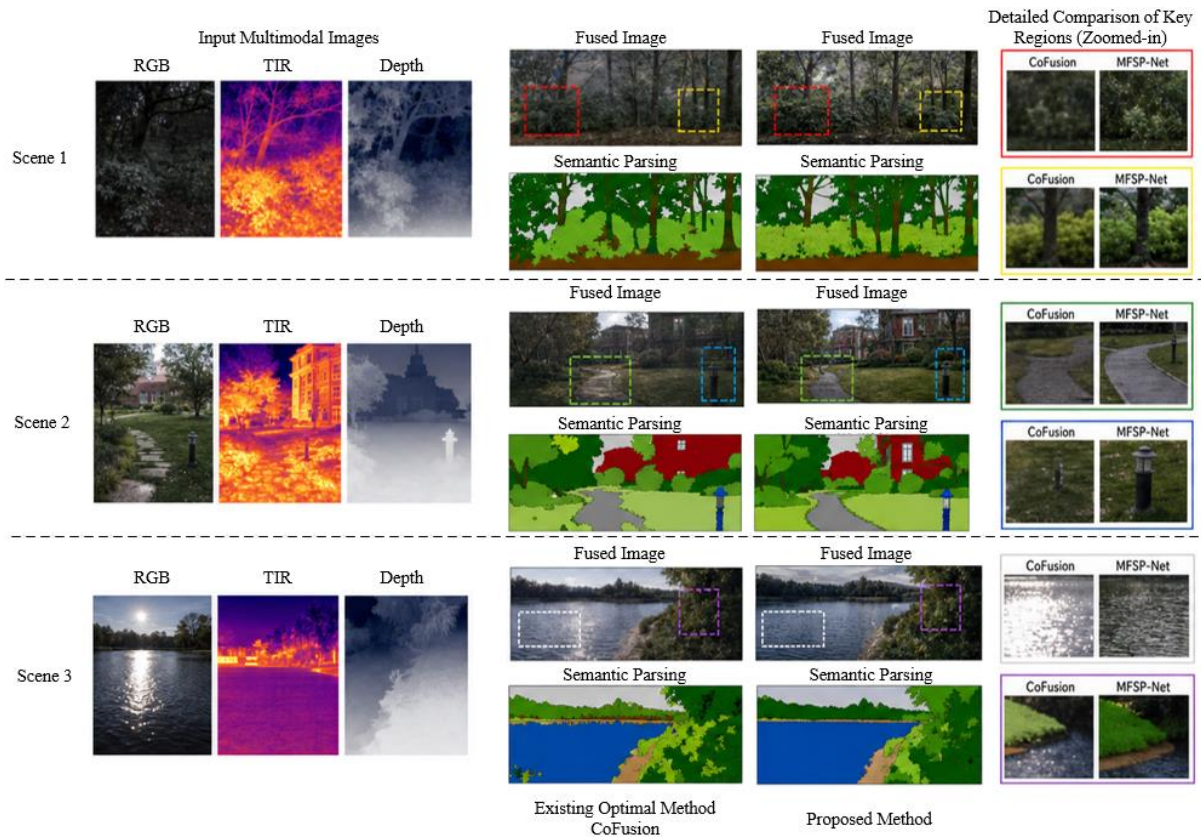 Input Multimodal Images
RGB
TIR
Depth
Fused Image
Fused Image
Detailed Comparison of Key
Regions (Zoomed-in)
CoFusion
MFSP-Net
Scene 1
Semantic Parsing
Semantic Parsing
CoFusion
MFSP-Net
RGB
TIR
Depth
Fused Image
Fused Image
CoFusion
MFSP-Net
Scene 2
Semantic Parsing
Semantic Parsing
CoFusion
MFSP-Net
RGB
TIR
Depth
Fused Image
Fused Image
CoFusion
MFSP-Net
Scene 3
Semantic Parsing
Semantic Parsing
CoFusion
MFSP-Net
Existing Optimal Method
CoFusion
Proposed Method